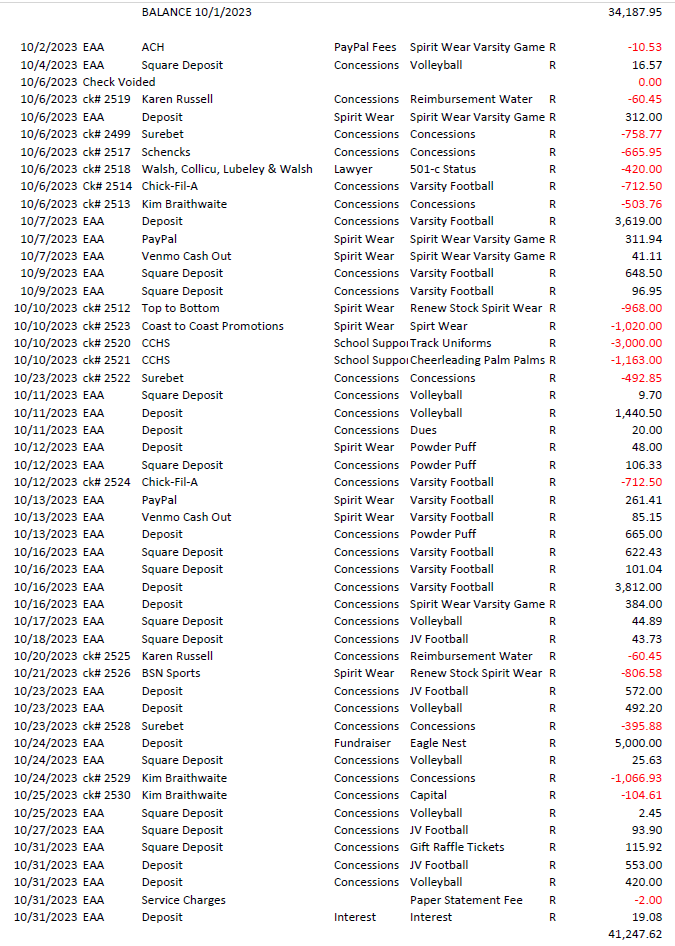 BALANCE 10/1/2023 34,187.95
10/2/2023 EAA ACH PayPal Fees Spirit Wear Varsity Game R -10.53
10/4/2023 EAA Square Deposit Concessions Volleyball R 16.57
10/6/2023 Check Voided 0.00
10/6/2023 ck# 2519 Karen Russell Concessions Reimbursement Water R -60.45
10/6/2023 EAA Deposit Spirit Wear Spirit Wear Varsity Game R 312.00
10/6/2023 ck# 2499 Surebet Concessions Concessions R -758.77
10/6/2023 ck# 2517 Schencks Concessions Concessions R -665.95
10/6/2023 ck# 2518 Walsh, Collicu, Lubeley & Walsh Lawyer 501-c Status R -420.00
10/6/2023 Ck# 2514 Chick-Fil-A Concessions Varsity Football R -712.50
10/6/2023 ck# 2513 Kim Braithwaite Concessions Concessions R -503.76
10/7/2023 EAA Deposit Concessions Varsity Football R 3,619.00
10/7/2023 EAA PayPal Spirit Wear Spirit Wear Varsity Game R 311.94
10/7/2023 EAA Venmo Cash Out Spirit Wear Spirit Wear Varsity Game R 41.11
10/9/2023 EAA Square Deposit Concessions Varsity Football R 648.50
10/9/2023 EAA Square Deposit Concessions Varsity Football R 96.95
10/10/2023 ck# 2512 Top to Bottom Spirit Wear Renew Stock Spirit Wear R -968.00
10/10/2023 ck# 2523 Coast to Coast Promotions Spirit Wear Spirt Wear R -1,020.00
10/10/2023 ck# 2520 CCHS School Suppor Track Uniforms R -3,000.00
10/10/2023 ck# 2521 CCHS School Suppor Cheerleading Palm Palms R -1,163.00
10/23/2023 ck# 2522 Surebet Concessions Concessions R -492.85
10/11/2023 EAA Square Deposit Concessions Volleyball R 9.70
10/11/2023 EAA Deposit Concessions Volleyball R 1,440.50
10/11/2023 EAA Deposit Concessions Dues R 20.00
10/12/2023 EAA Deposit Spirit Wear Powder Puff R 48.00
10/12/2023 EAA Square Deposit Concessions Powder Puff R 106.33
10/12/2023 ck# 2524 Chick-Fil-A Concessions Varsity Football R -712.50
10/13/2023 EAA PayPal Spirit Wear Varsity Football R 261.41
10/13/2023 EAA Venmo Cash Out Spirit Wear Varsity Football R 85.15
10/13/2023 EAA Deposit Concessions Powder Puff R 665.00
10/16/2023 EAA Square Deposit Concessions Varsity Football R 622.43
10/16/2023 EAA Square Deposit Concessions Varsity Football R 101.04
10/16/2023 EAA Deposit Concessions Varsity Football R 3,812.00
10/16/2023 EAA Deposit Concessions Spirit Wear Varsity Game R 384.00
10/17/2023 EAA Square Deposit Concessions Volleyball R 44.89
10/18/2023 EAA Square Deposit Concessions JV Football R 43.73
10/20/2023 ck# 2525 Karen Russell Concessions Reimbursement Water R -60.45
10/21/2023 ck# 2526 BSN Sports Spirit Wear Renew Stock Spirit Wear R -806.58
10/23/2023 EAA Deposit Concessions JV Football R 572.00
10/23/2023 EAA Deposit Concessions Volleyball R 492.20
10/23/2023 ck# 2528 Surebet Concessions Concessions R -395.88
10/24/2023 EAA Deposit Fundraiser Eagle Nest R 5,000.00
10/24/2023 EAA Square Deposit Concessions Volleyball R 25.63
10/24/2023 ck# 2529 Kim Braithwaite Concessions Concessions R -1,066.93
10/25/2023 ck# 2530 Kim Braithwaite Concessions Capital R -104.61
10/25/2023 EAA Square Deposit Concessions Volleyball R 2.45
10/27/2023 EAA Square Deposit Concessions JV Football R 93.90
10/31/2023 EAA Square Deposit Concessions Gift Raffle Tickets R 115.92
10/31/2023 EAA Deposit Concessions JV Football R 553.00
10/31/2023 EAA Deposit Concessions Volleyball R 420.00
10/31/2023 EAA Service Charges Paper Statement Fee R -2.00
10/31/2023 EAA Deposit Interest Interest R 19.08
41,247.62